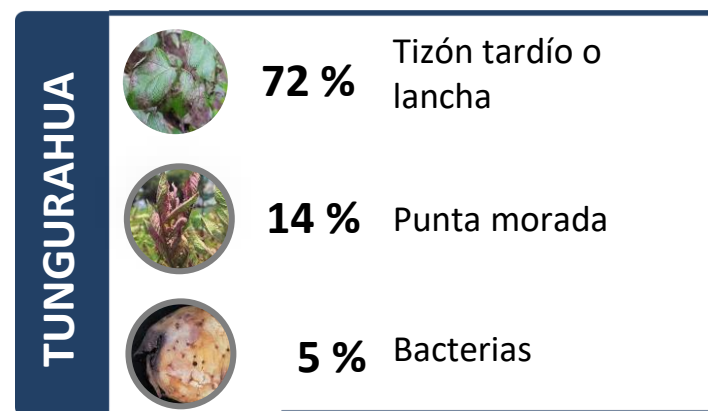 TUNGURAHUA
72 %
Tizón tardío o
lancha
14 %
Punta morada
5 %
Bacterias